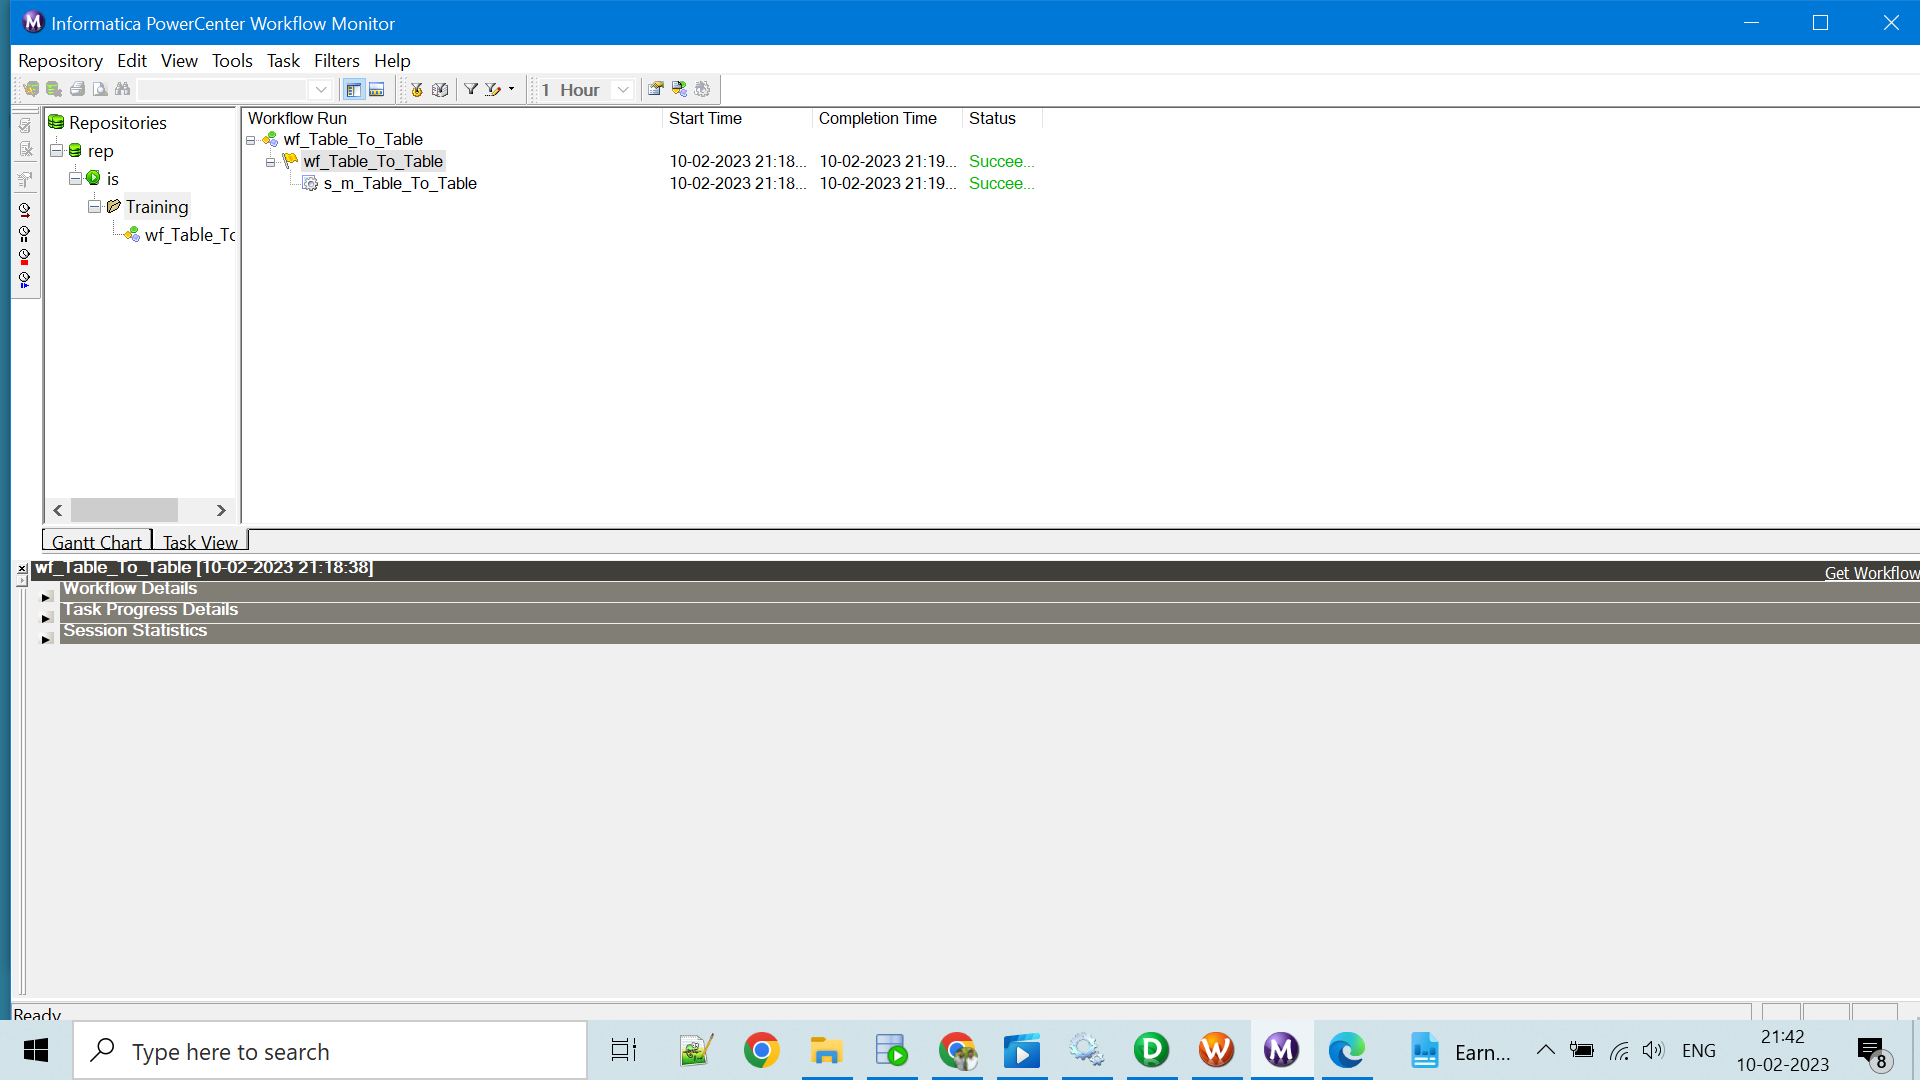 Informatica PowerCenter Workflow Monitor
Repository Edit View Tools Task Filters Help
1 Hour
Repositories
rep
is
Training
wf_Table_To
Workflow Run Start Time Completion Time Status
wf_Table_To_Table
wf_Table_To_Table 10-02-2023 21:18... 10-02-2023 21:19... Succee...
s_m_Table_To_Table 10-02-2023 21:18... 10-02-2023 21:19... Succee...
Gantt Chart Task View
wf_Table_To_Table [10-02-2023 21:18:38]
Get Workflow
Workflow Details
Task Progress Details
Session Statistics
Ready
Type here to search
D W M
Earn...
ENG
21:42
10-02-2023
8